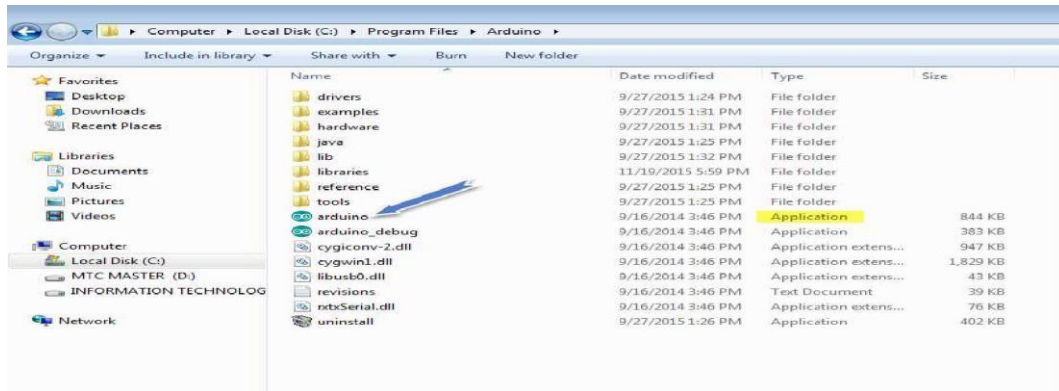 Computer ▸ Local Disk (C:) ▸ Program Files ▸ Arduino ▸
Organize Include in library Share with Burn New folder
Favorites
Desktop
Downloads
Recent Places
Libraries
Documents
Music
Pictures
Videos
Computer
Local Disk (C:)
MTC MASTER (D:)
INFORMATION TECHNOLOG
Network
Name Date modified Type Size
drivers 9/27/2015 1:24 PM File folder
examples 9/27/2015 1:31 PM File folder
hardware 9/27/2015 1:31 PM File folder
java 9/27/2015 1:25 PM File folder
lib 9/27/2015 1:32 PM File folder
libraries 11/19/2015 5:59 PM File folder
reference 9/27/2015 1:25 PM File folder
tools 9/27/2015 1:25 PM File folder
arduino 9/16/2014 3:46 PM Application 844 KB
arduino_debug 9/16/2014 3:46 PM Application 383 KB
cygiconv-2.dll 9/16/2014 3:46 PM Application extens... 947 KB
cygwin1.dll 9/16/2014 3:46 PM Application extens... 1,829 KB
libusb0.dll 9/16/2014 3:46 PM Application extens... 43 KB
revisions 9/16/2014 3:46 PM Text Document 39 KB
rxtxSerial.dll 9/16/2014 3:46 PM Application extens... 76 KB
uninstall 9/27/2015 1:26 PM Application 402 KB